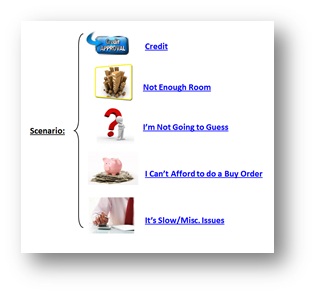 Scenario:
APPROVAL
Credit
Not Enough Room
I'm Not Going to Guess
I Can't Afford to do a Buy Order
It's Slow/Misc. Issues